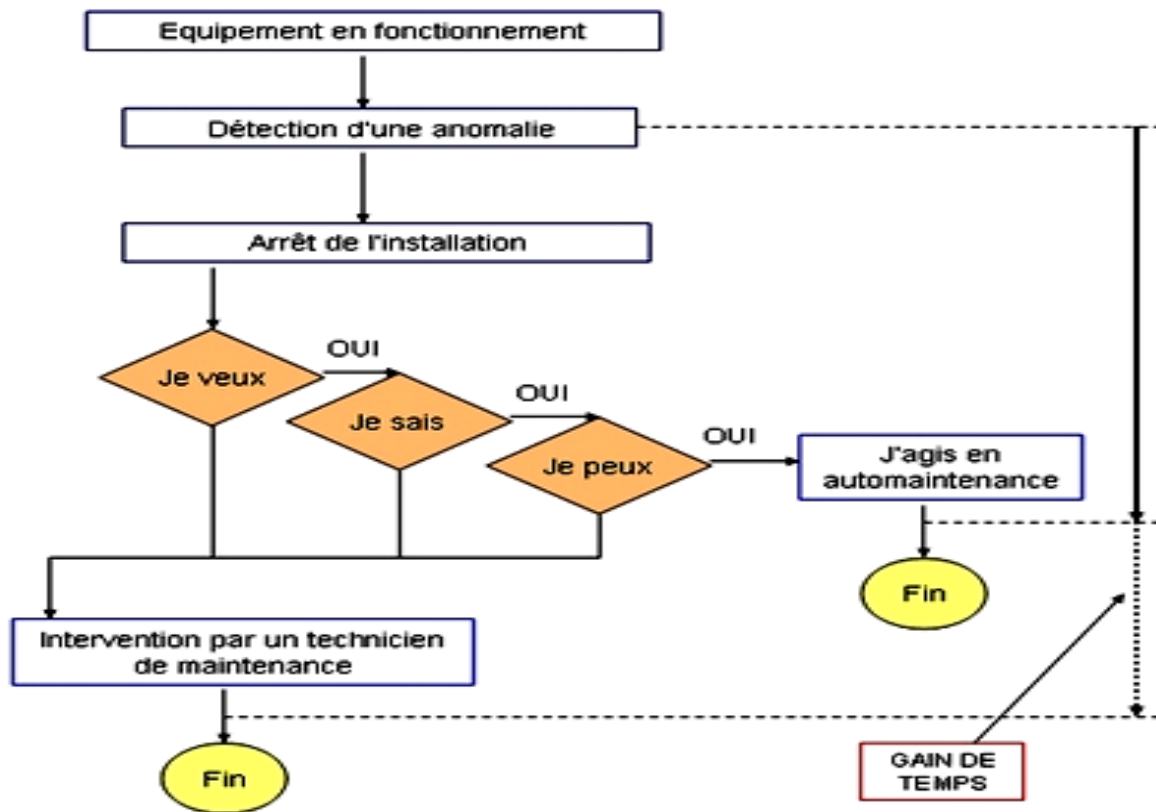 Equipement en fonctionnement
Détection d'une anomalie
Arrêt de l'installation
OUI
Je veux
OUI
Je sais
OUI
Je peux
J'agis en
automaintenance
Fin
Intervention par un technicien
de maintenance
Fin
GAIN DE
TEMPS